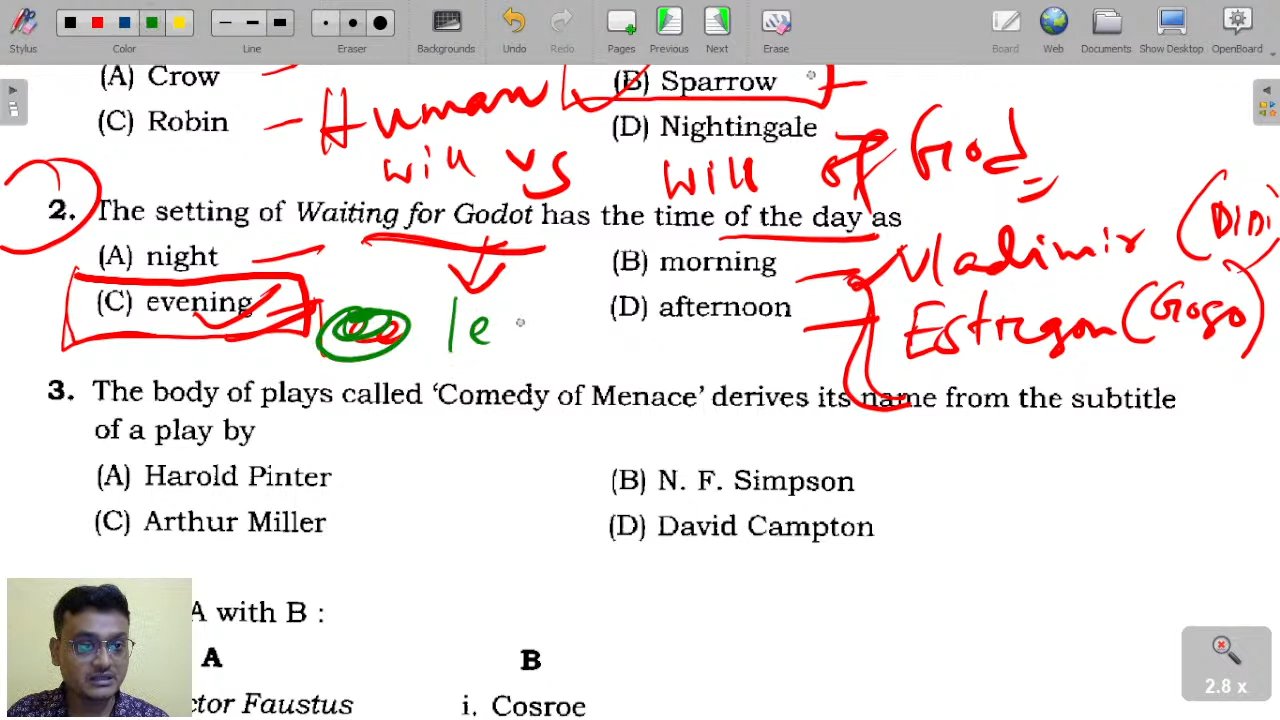 Stylus Color Line Eraser Backgrounds Undo Redo Pages Previous Next Erase Board Web Documents Show Desktop OpenBoard
(A) Crow (B) Sparrow
(C) Robin (D) Nightingale
Human
will vs will of God
2. The setting of Waiting for Godot has the time of the day as
(A) night (B) morning
(C) evening (D) afternoon
Vladimir (DiDi
Estragon (Gogo)
le
3. The body of plays called ‘Comedy of Menace’ derives its name from the subtitle
of a play by
(A) Harold Pinter (B) N. F. Simpson
(C) Arthur Miller (D) David Campton
A with B :
A B
ctor Faustus i. Cosroe
2.8 x